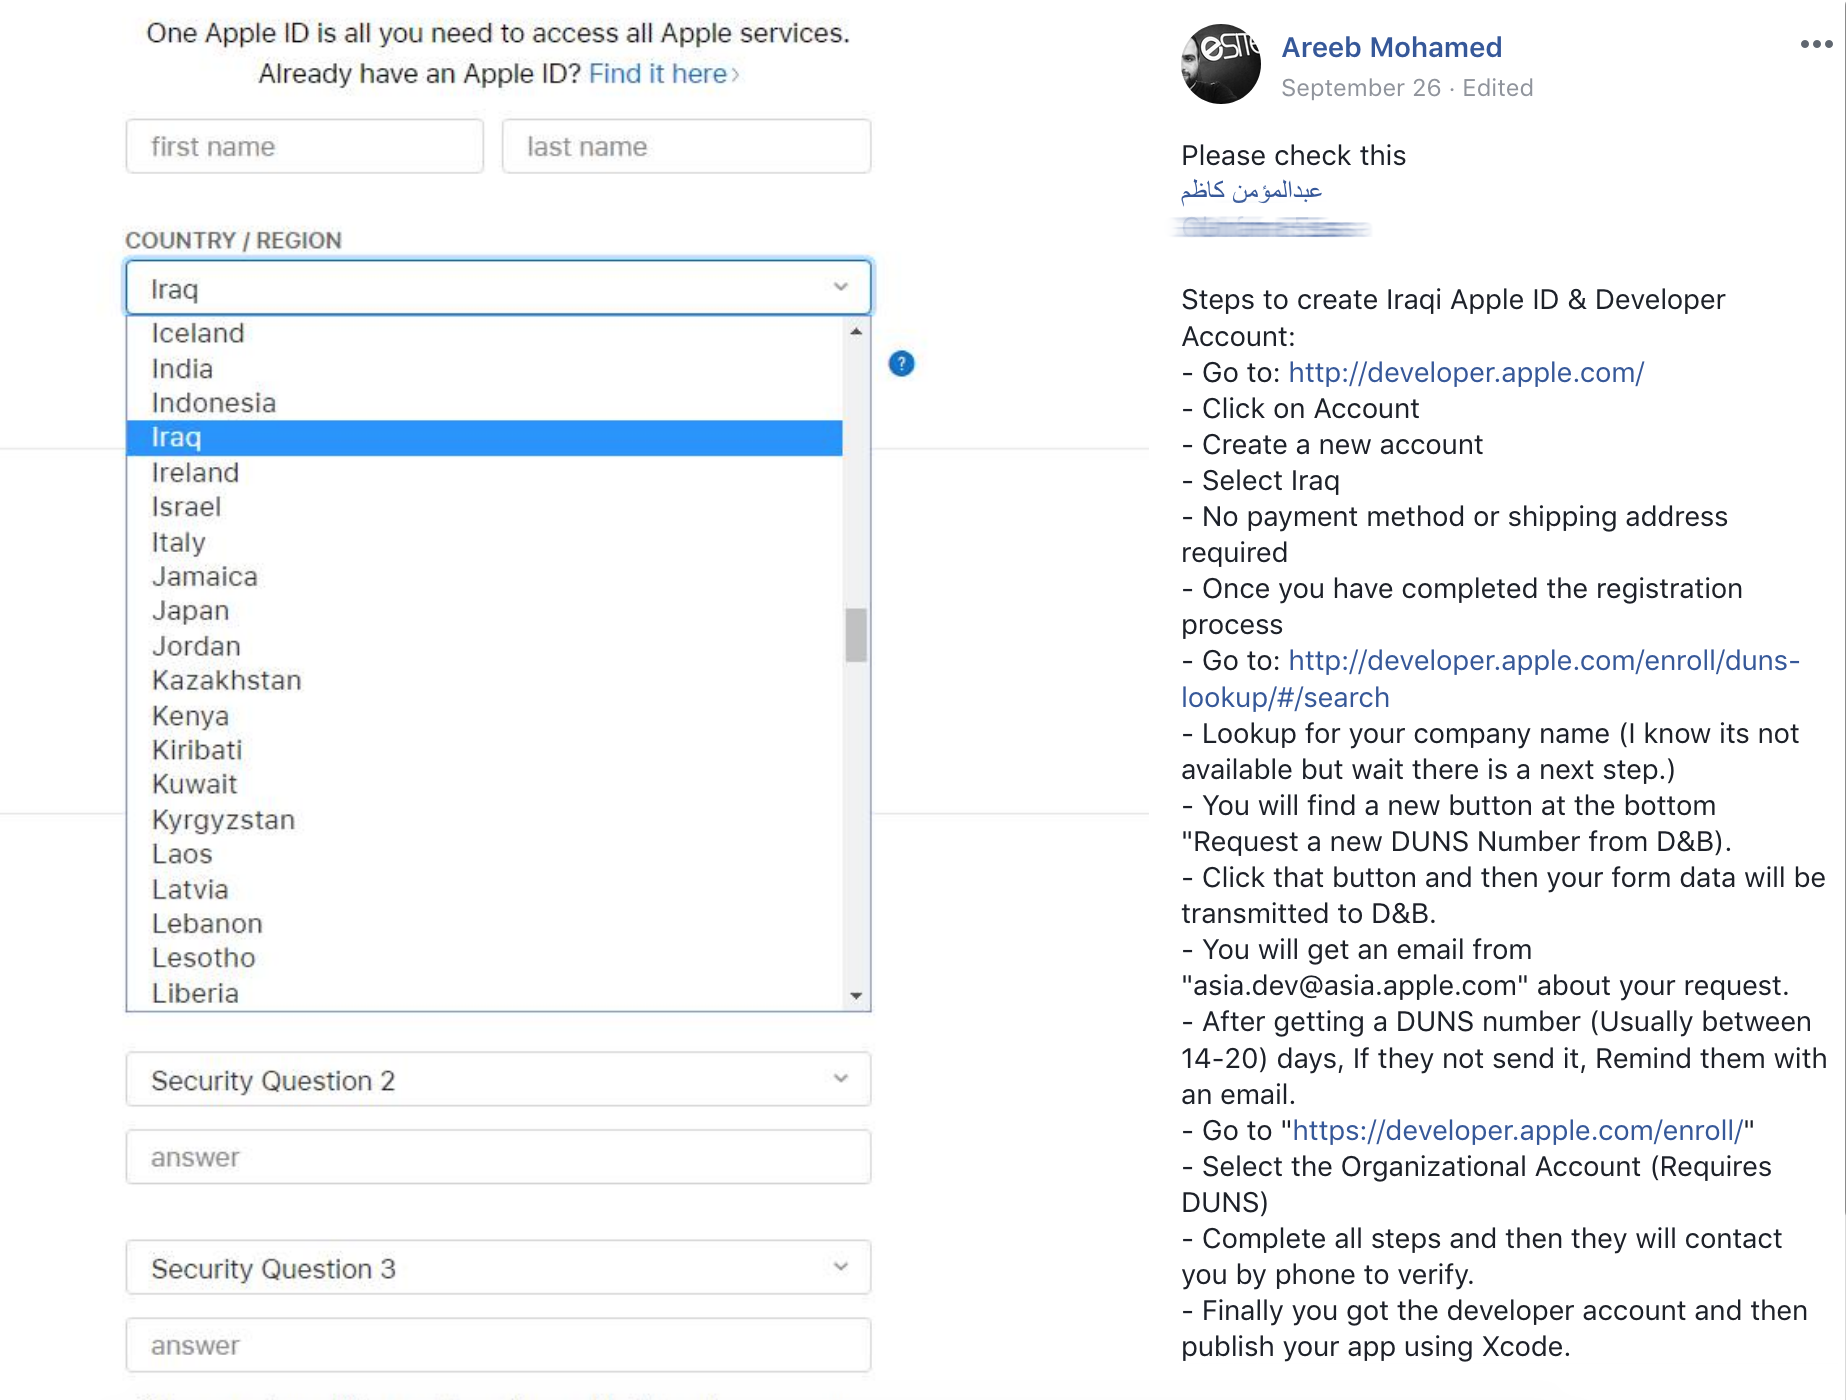 One Apple ID is all you need to access all Apple services.
Already have an Apple ID? Find it here›
first name
last name
COUNTRY / REGION
Iraq
Iceland
India
Indonesia
Iraq
Ireland
Israel
Italy
Jamaica
Japan
Jordan
Kazakhstan
Kenya
Kiribati
Kuwait
Kyrgyzstan
Laos
Latvia
Lebanon
Lesotho
Liberia
?
Security Question 2
answer
Security Question 3
answer
Areeb Mohamed
September 26 · Edited
Please check this
عبدالمؤمن كاظم
Steps to create Iraqi Apple ID & Developer
Account:
- Go to: http://developer.apple.com/
- Click on Account
- Create a new account
- Select Iraq
- No payment method or shipping address
required
- Once you have completed the registration
process
- Go to: http://developer.apple.com/enroll/duns-
lookup/#/search
- Lookup for your company name (I know its not
available but wait there is a next step.)
- You will find a new button at the bottom
"Request a new DUNS Number from D&B).
- Click that button and then your form data will be
transmitted to D&B.
- You will get an email from
"asia.dev@asia.apple.com" about your request.
- After getting a DUNS number (Usually between
14-20) days, If they not send it, Remind them with
an email.
- Go to "https://developer.apple.com/enroll/"
- Select the Organizational Account (Requires
DUNS)
- Complete all steps and then they will contact
you by phone to verify.
- Finally you got the developer account and then
publish your app using Xcode.